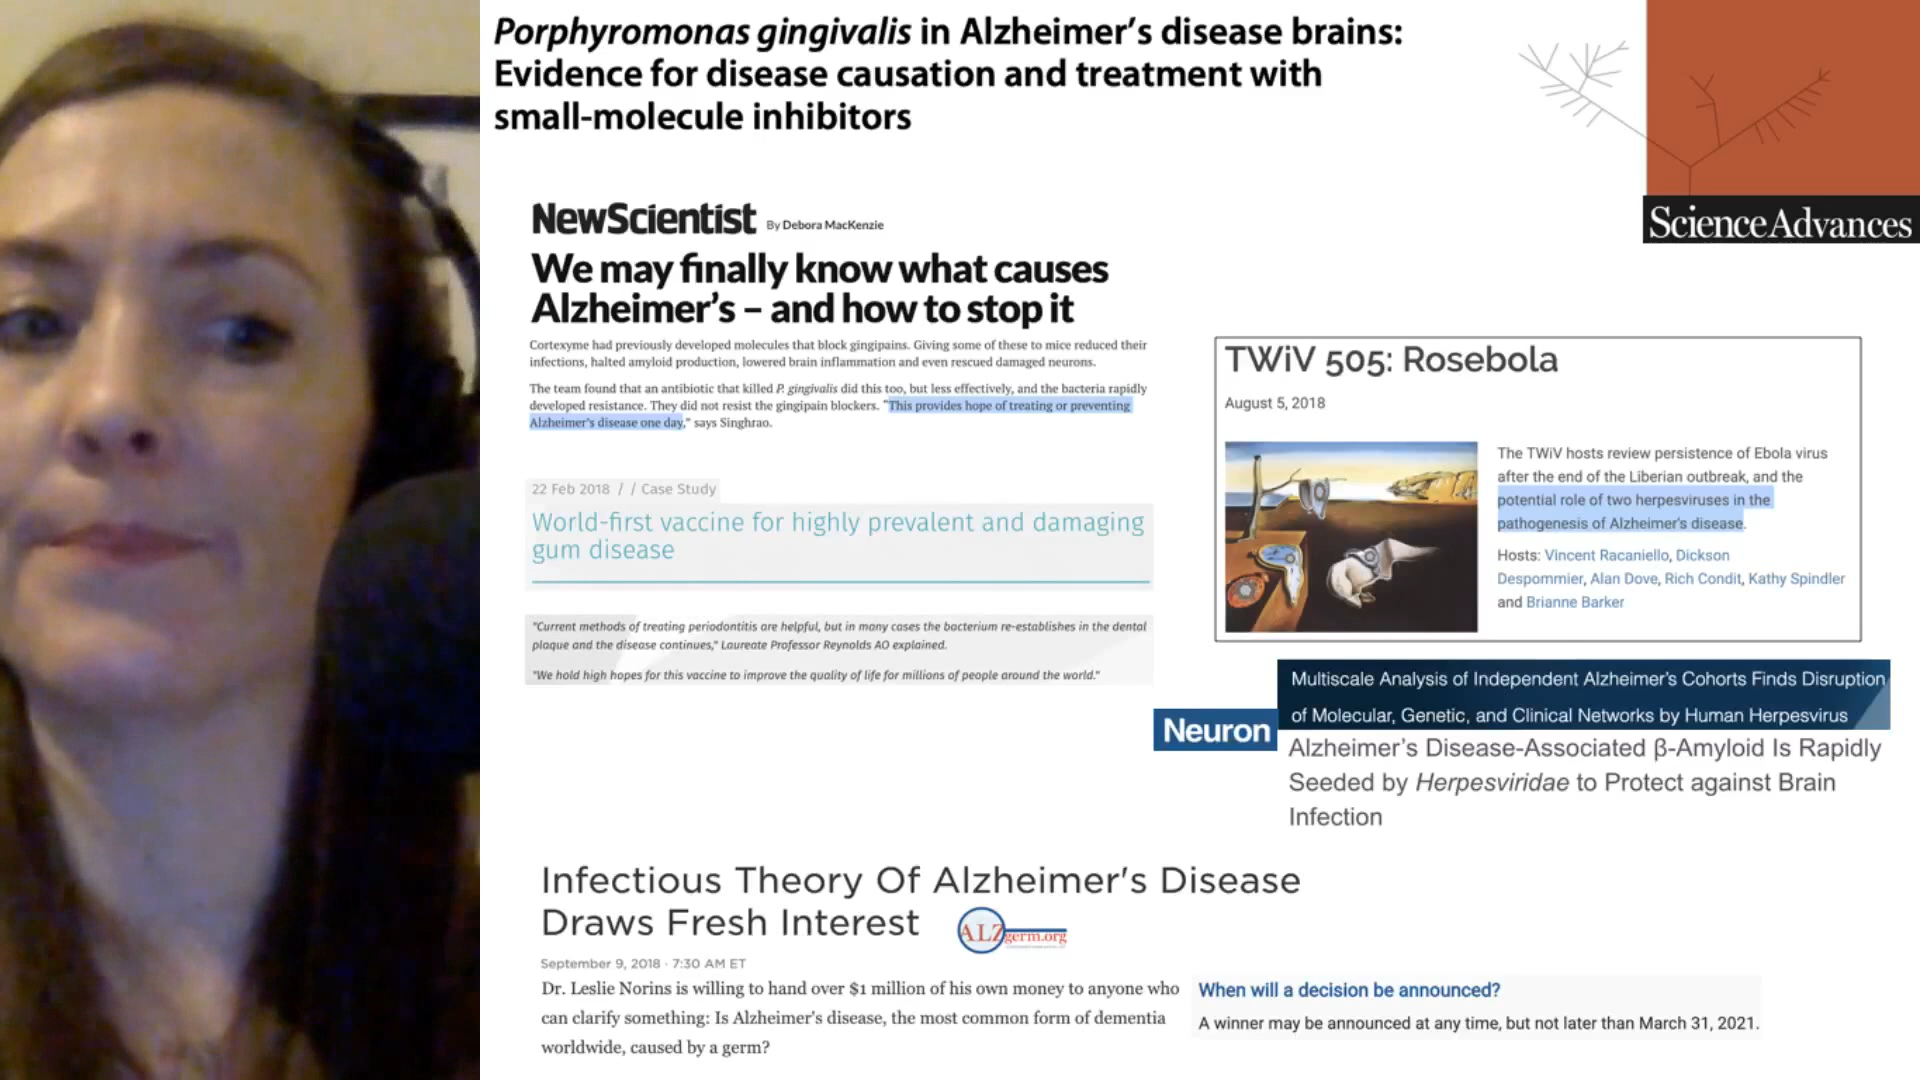 Porphyromonas gingivalis in Alzheimer's disease brains:
Evidence for disease causation and treatment with
small-molecule inhibitors
ScienceAdvances
NewScientist By Debora MacKenzie
We may finally know what causes
Alzheimer's – and how to stop it
Cortexyme had previously developed molecules that block gingipains. Giving some of these to mice reduced their
infections, halted amyloid production, lowered brain inflammation and even rescued damaged neurons.
The team found that an antibiotic that killed P. gingivalis did this too, but less effectively, and the bacteria rapidly
developed resistance. They did not resist the gingipain blockers. "This provides hope of treating or preventing
Alzheimer's disease one day," says Singhrao.
22 Feb 2018 / / Case Study
World-first vaccine for highly prevalent and damaging
gum disease
"Current methods of treating periodontitis are helpful, but in many cases the bacterium re-establishes in the dental
plaque and the disease continues," Laureate Professor Reynolds AO explained.
"We hold high hopes for this vaccine to improve the quality of life for millions of people around the world."
TWiV 505: Rosebola
August 5, 2018
The TWiV hosts review persistence of Ebola virus
after the end of the Liberian outbreak, and the
potential role of two herpesviruses in the
pathogenesis of Alzheimer's disease.
Hosts: Vincent Racaniello, Dickson
Despommier, Alan Dove, Rich Condit, Kathy Spindler
and Brianne Barker
Neuron
Multiscale Analysis of Independent Alzheimer's Cohorts Finds Disruption
of Molecular, Genetic, and Clinical Networks by Human Herpesvirus
Alzheimer's Disease-Associated β-Amyloid Is Rapidly
Seeded by Herpesviridae to Protect against Brain
Infection
Infectious Theory Of Alzheimer's Disease
Draws Fresh Interest
ALZgerm.org
September 9, 2018 · 7:30 AM ET
Dr. Leslie Norins is willing to hand over $1 million of his own money to anyone who
can clarify something: Is Alzheimer's disease, the most common form of dementia
worldwide, caused by a germ?
When will a decision be announced?
A winner may be announced at any time, but not later than March 31, 2021.